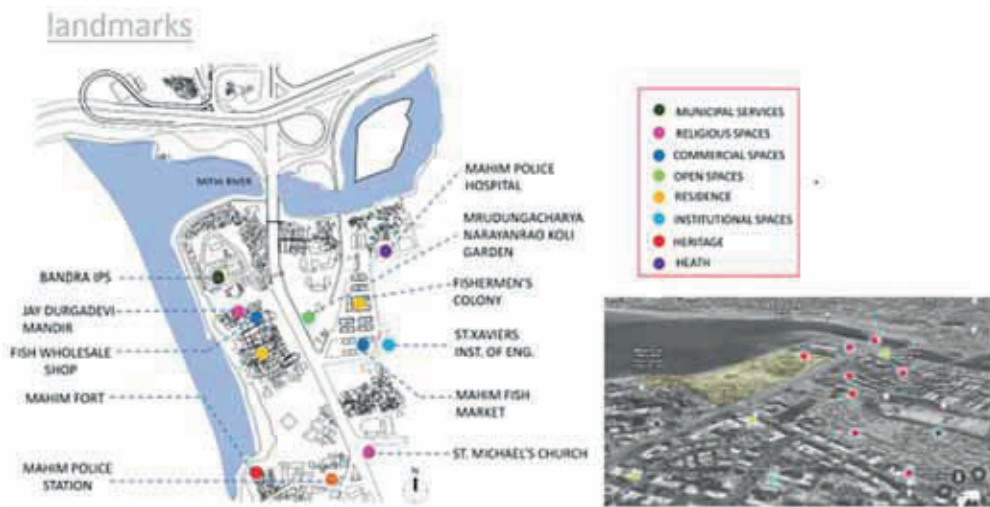 landmarks
MITHI RIVER
MAHIM POLICE
HOSPITAL
MRUDUNGACHARYA
NARAYANRAO KOLI
GARDEN
FISHERMEN'S
COLONY
ST.XAVIERS
INST. OF ENG.
MAHIM FISH
MARKET
ST. MICHAEL'S CHURCH
BANDRA IPS
JAY DURGADEVI
MANDIR
FISH WHOLESALE
SHOP
MAHIM FORT
MAHIM POLICE
STATION
N
MUNICIPAL SERVICES
RELIGIOUS SPACES
COMMERCIAL SPACES
OPEN SPACES
RESIDENCE
INSTITUTIONAL SPACES
HERITAGE
HEATH